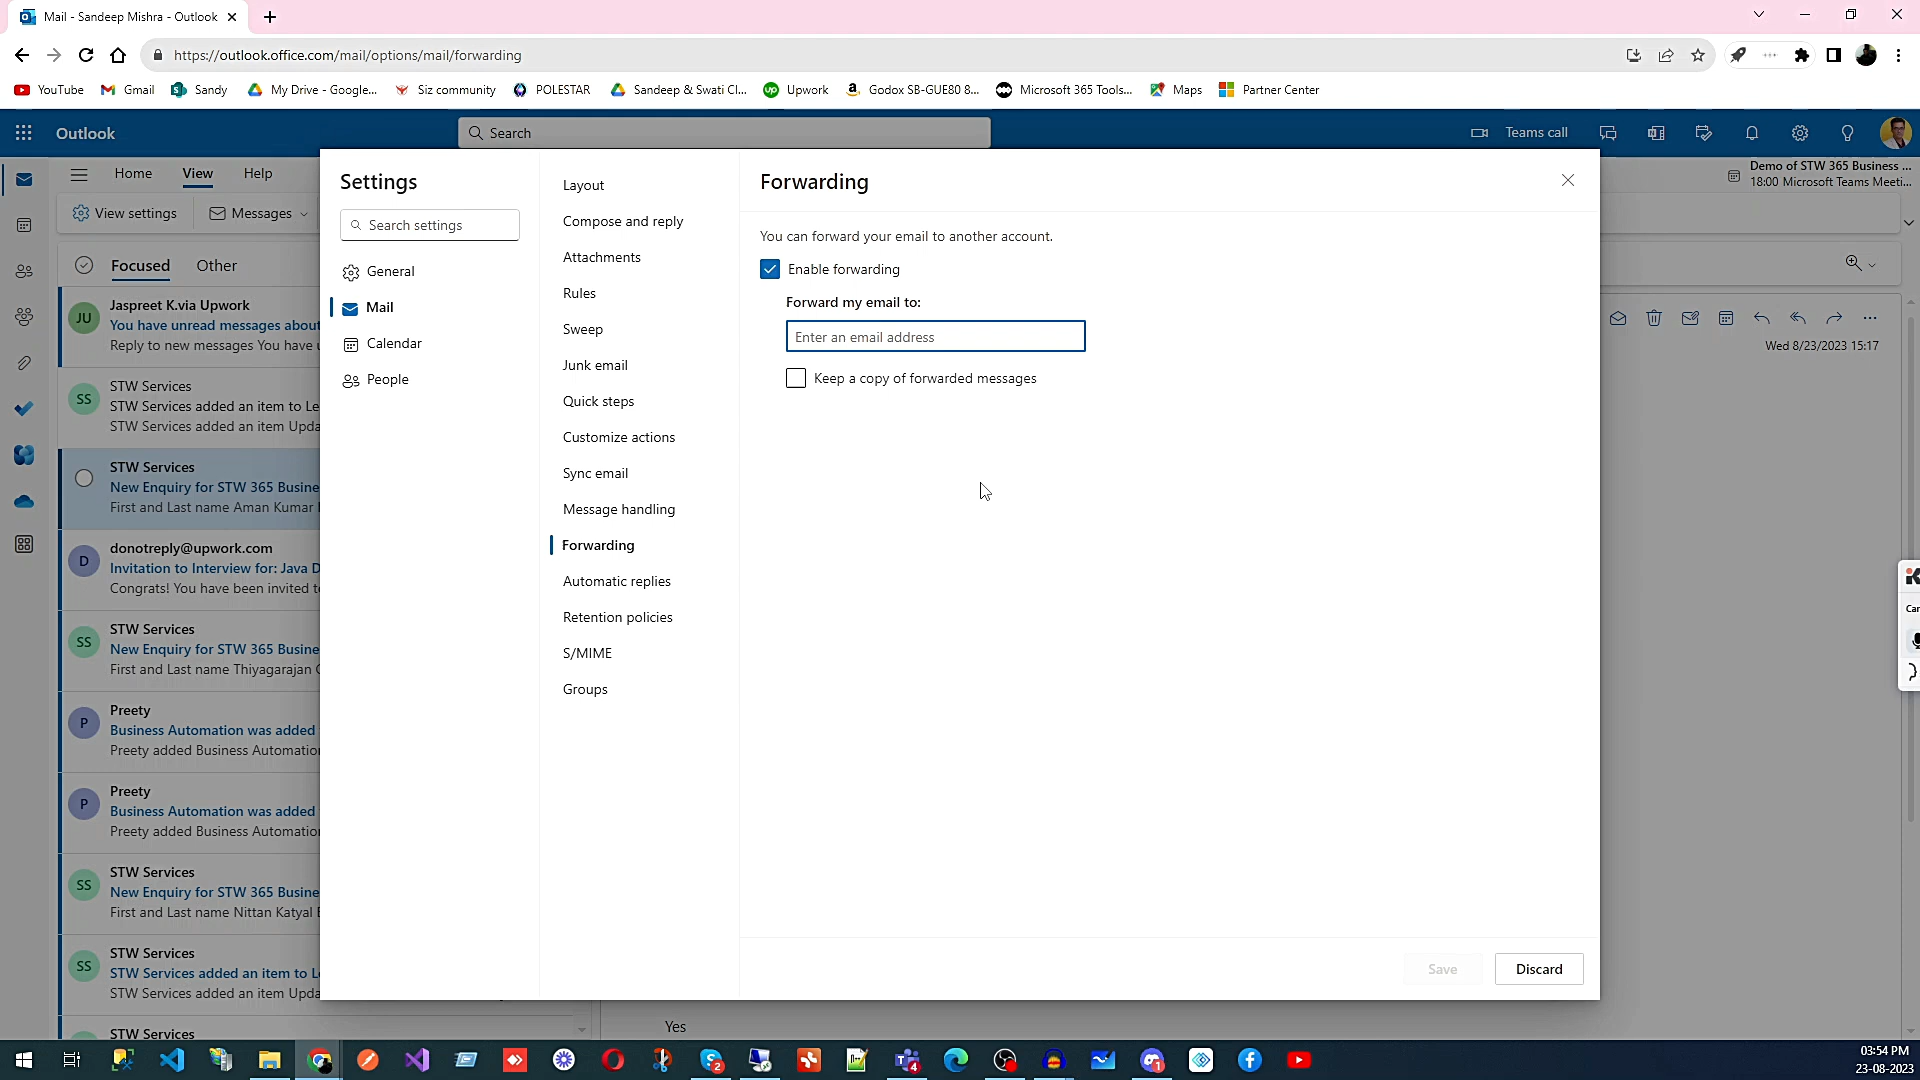 Mail - Sandeep Mishra - Outlook
https://outlook.office.com/mail/options/mail/forwarding
YouTube Gmail Sandy My Drive - Google... Siz community POLESTAR Sandeep & Swati Cl... Upwork Godox SB-GUE80 8... Microsoft 365 Tools... Maps Partner Center
Outlook
Search
Teams call
Home View Help
Demo of STW 365 Business ...
18:00 Microsoft Teams Meeti...
View settings Messages
Focused Other
JU
Jaspreet K.via Upwork
You have unread messages about
Reply to new messages You have
SS
STW Services
STW Services added an item to Le
STW Services added an item Upda
STW Services
New Enquiry for STW 365 Busine
First and Last name Aman Kumar
D
donotreply@upwork.com
Invitation to Interview for: Java D
Congrats! You have been invited t
SS
STW Services
New Enquiry for STW 365 Busine
First and Last name Thiyagarajan
P
Preety
Business Automation was added
Preety added Business Automatio
P
Preety
Business Automation was added
Preety added Business Automatio
SS
STW Services
New Enquiry for STW 365 Busine
First and Last name Nittan Katyal
SS
STW Services
STW Services added an item to Le
STW Services added an item Upda
STW Services
Settings
Search settings
General
Mail
Calendar
People
Layout
Compose and reply
Attachments
Rules
Sweep
Junk email
Quick steps
Customize actions
Sync email
Message handling
Forwarding
Automatic replies
Retention policies
S/MIME
Groups
Forwarding
You can forward your email to another account.
Enable forwarding
Forward my email to:
Enter an email address
Keep a copy of forwarded messages
Save Discard
Wed 8/23/2023 15:17
Car
Yes
03:54 PM
23-08-2023